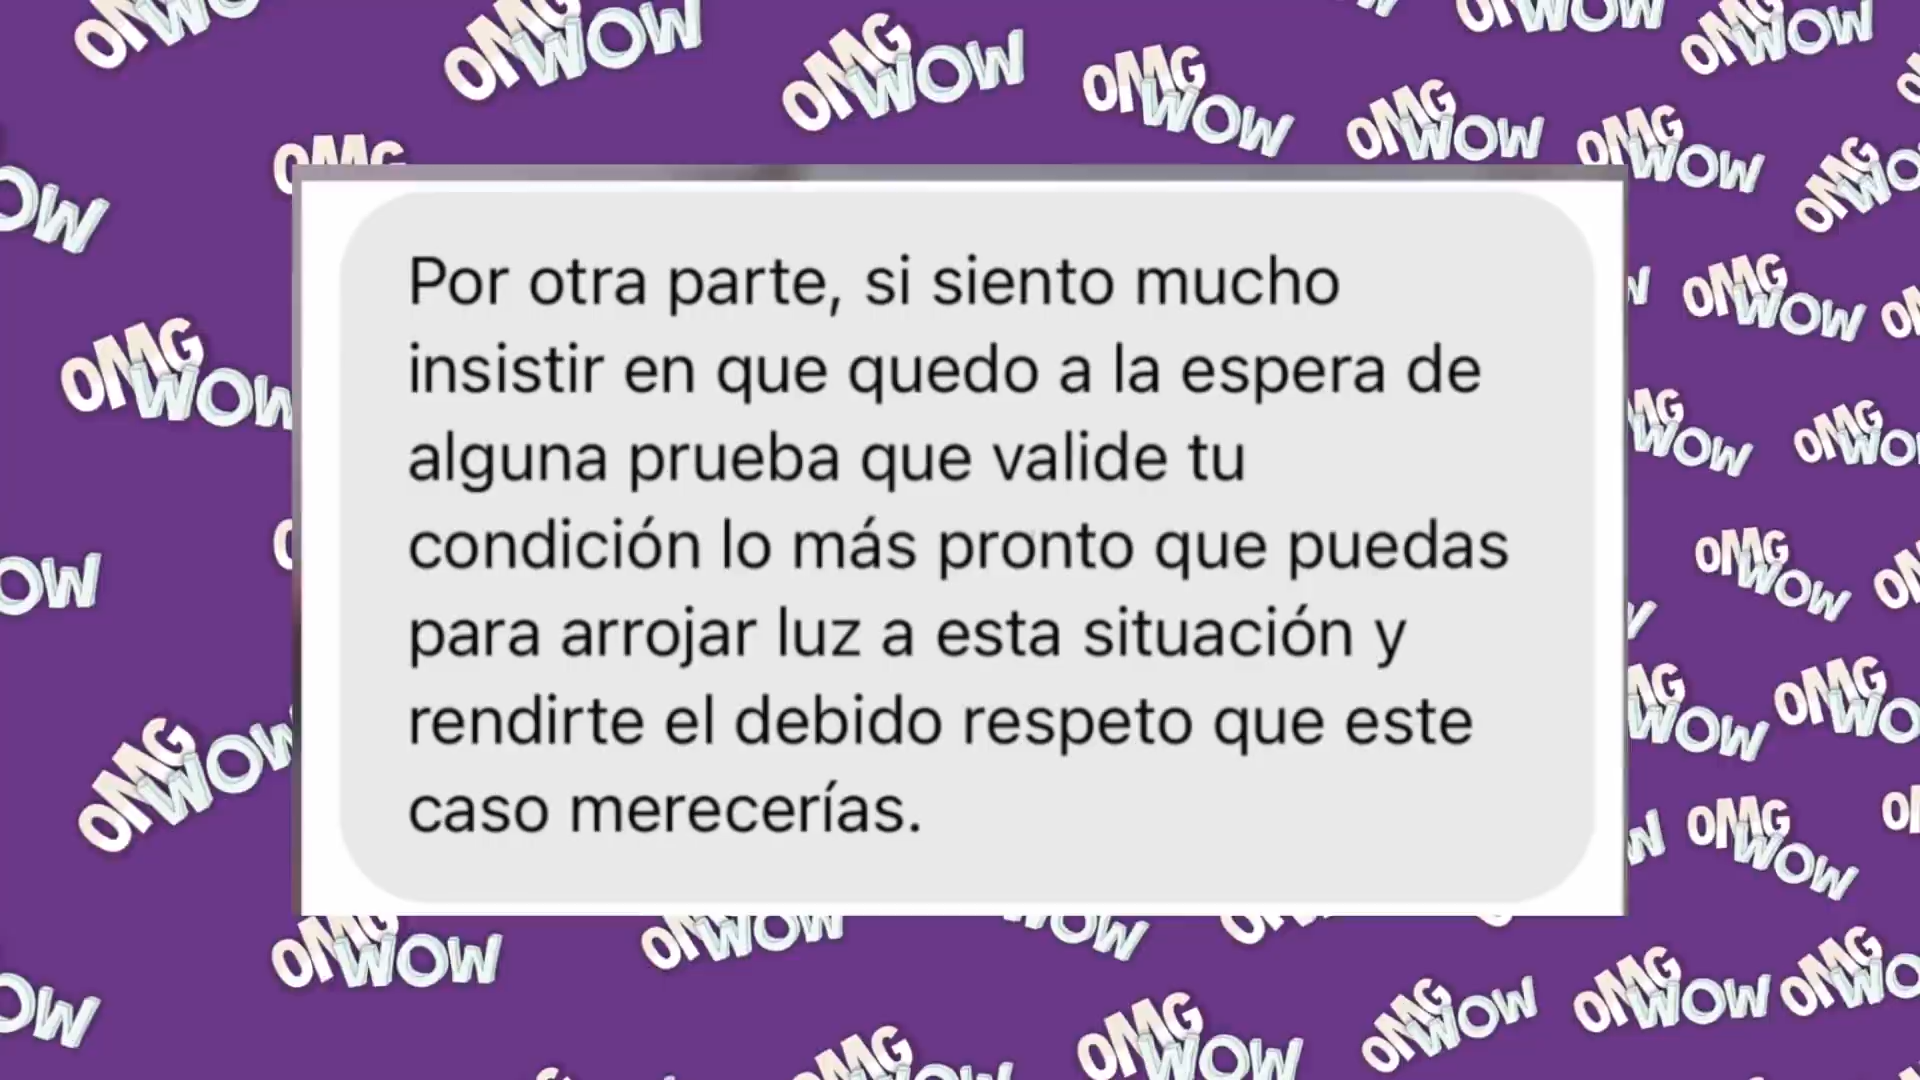 OMG WOW
Por otra parte, si siento mucho
insistir en que quedo a la espera de
alguna prueba que valide tu
condición lo más pronto que puedas
para arrojar luz a esta situación y
rendirte el debido respeto que este
caso merecerías.